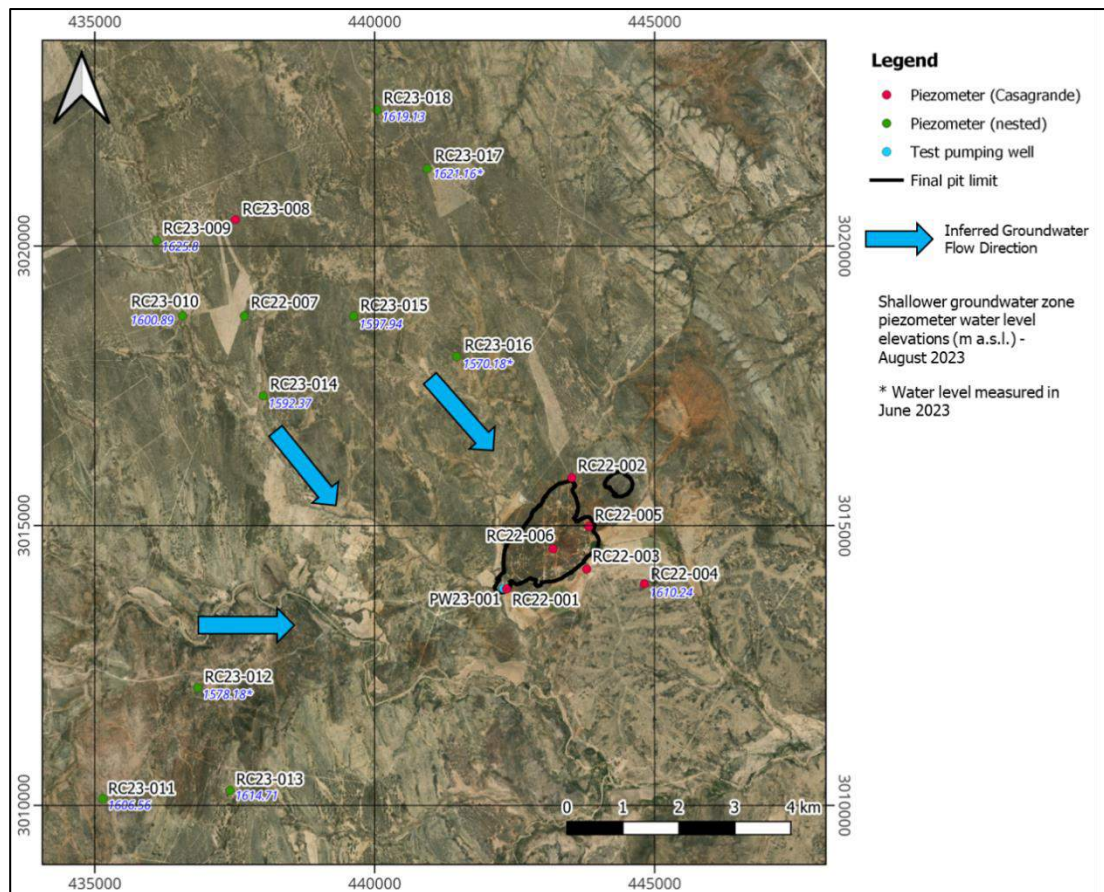 435000
440000
445000
RC23-018
1619.13
RC23-017
1621.16*
RC23-008
RC23-009
1625.8
3020000
3020000
RC23-010
1600.89
RC22-007
RC23-015
1597.94
RC23-016
1570.18*
RC23-014
1592.37
RC22-002
3015000
RC22-005
3015000
RC22-006
RC22-003
RC22-004
1610.24
PW23-001
RC22-001
RC23-012
1578.18*
RC23-011
1606.56
RC23-013
1614.71
3010000
3010000
0
1
2
3
4 km
435000
440000
445000
Legend
Piezometer (Casagrande)
Piezometer (nested)
Test pumping well
Final pit limit
Inferred Groundwater
Flow Direction
Shallower groundwater zone
piezometer water level
elevations (m a.s.l.) -
August 2023
* Water level measured in
June 2023